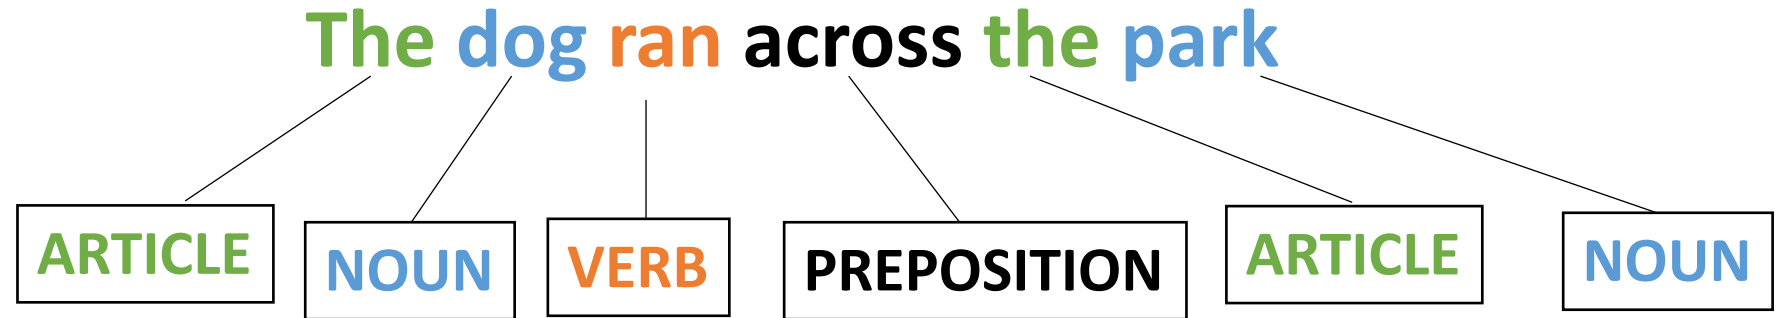 The dog ran across the park
ARTICLE NOUN VERB PREPOSITION ARTICLE NOUN